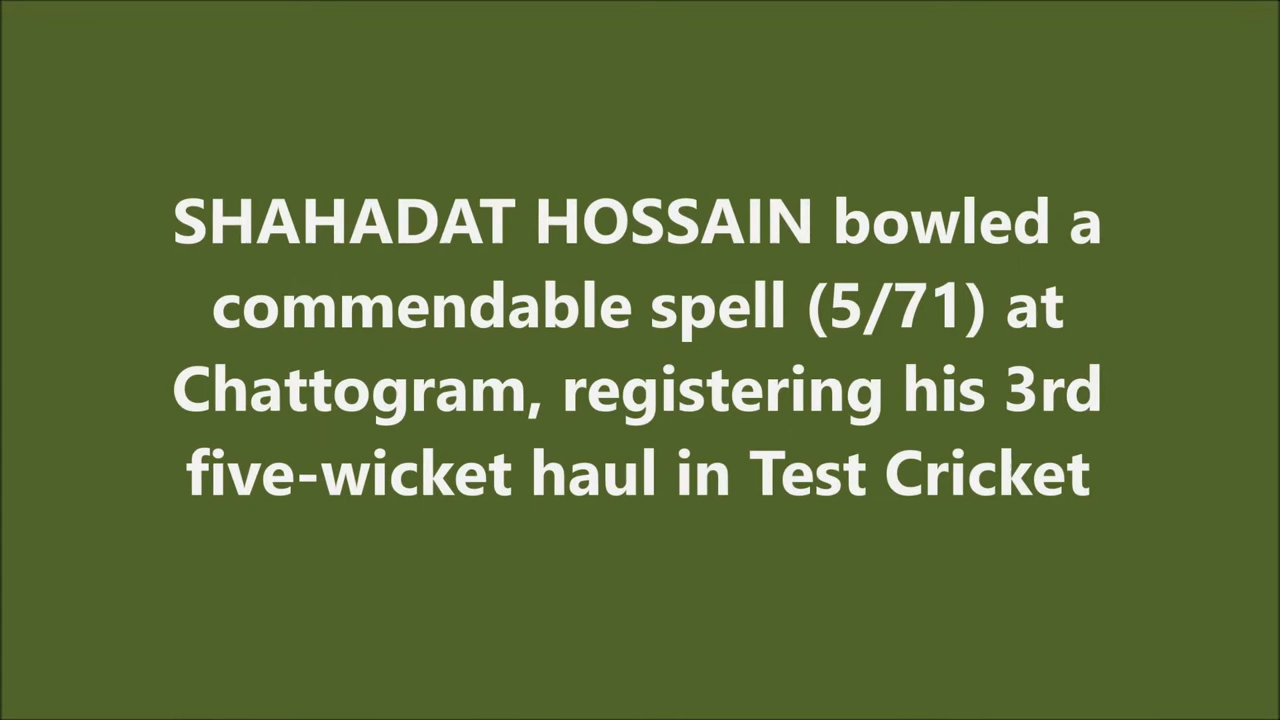 SHAHADAT HOSSAIN bowled a
commendable spell (5/71) at
Chattogram, registering his 3rd
five-wicket haul in Test Cricket